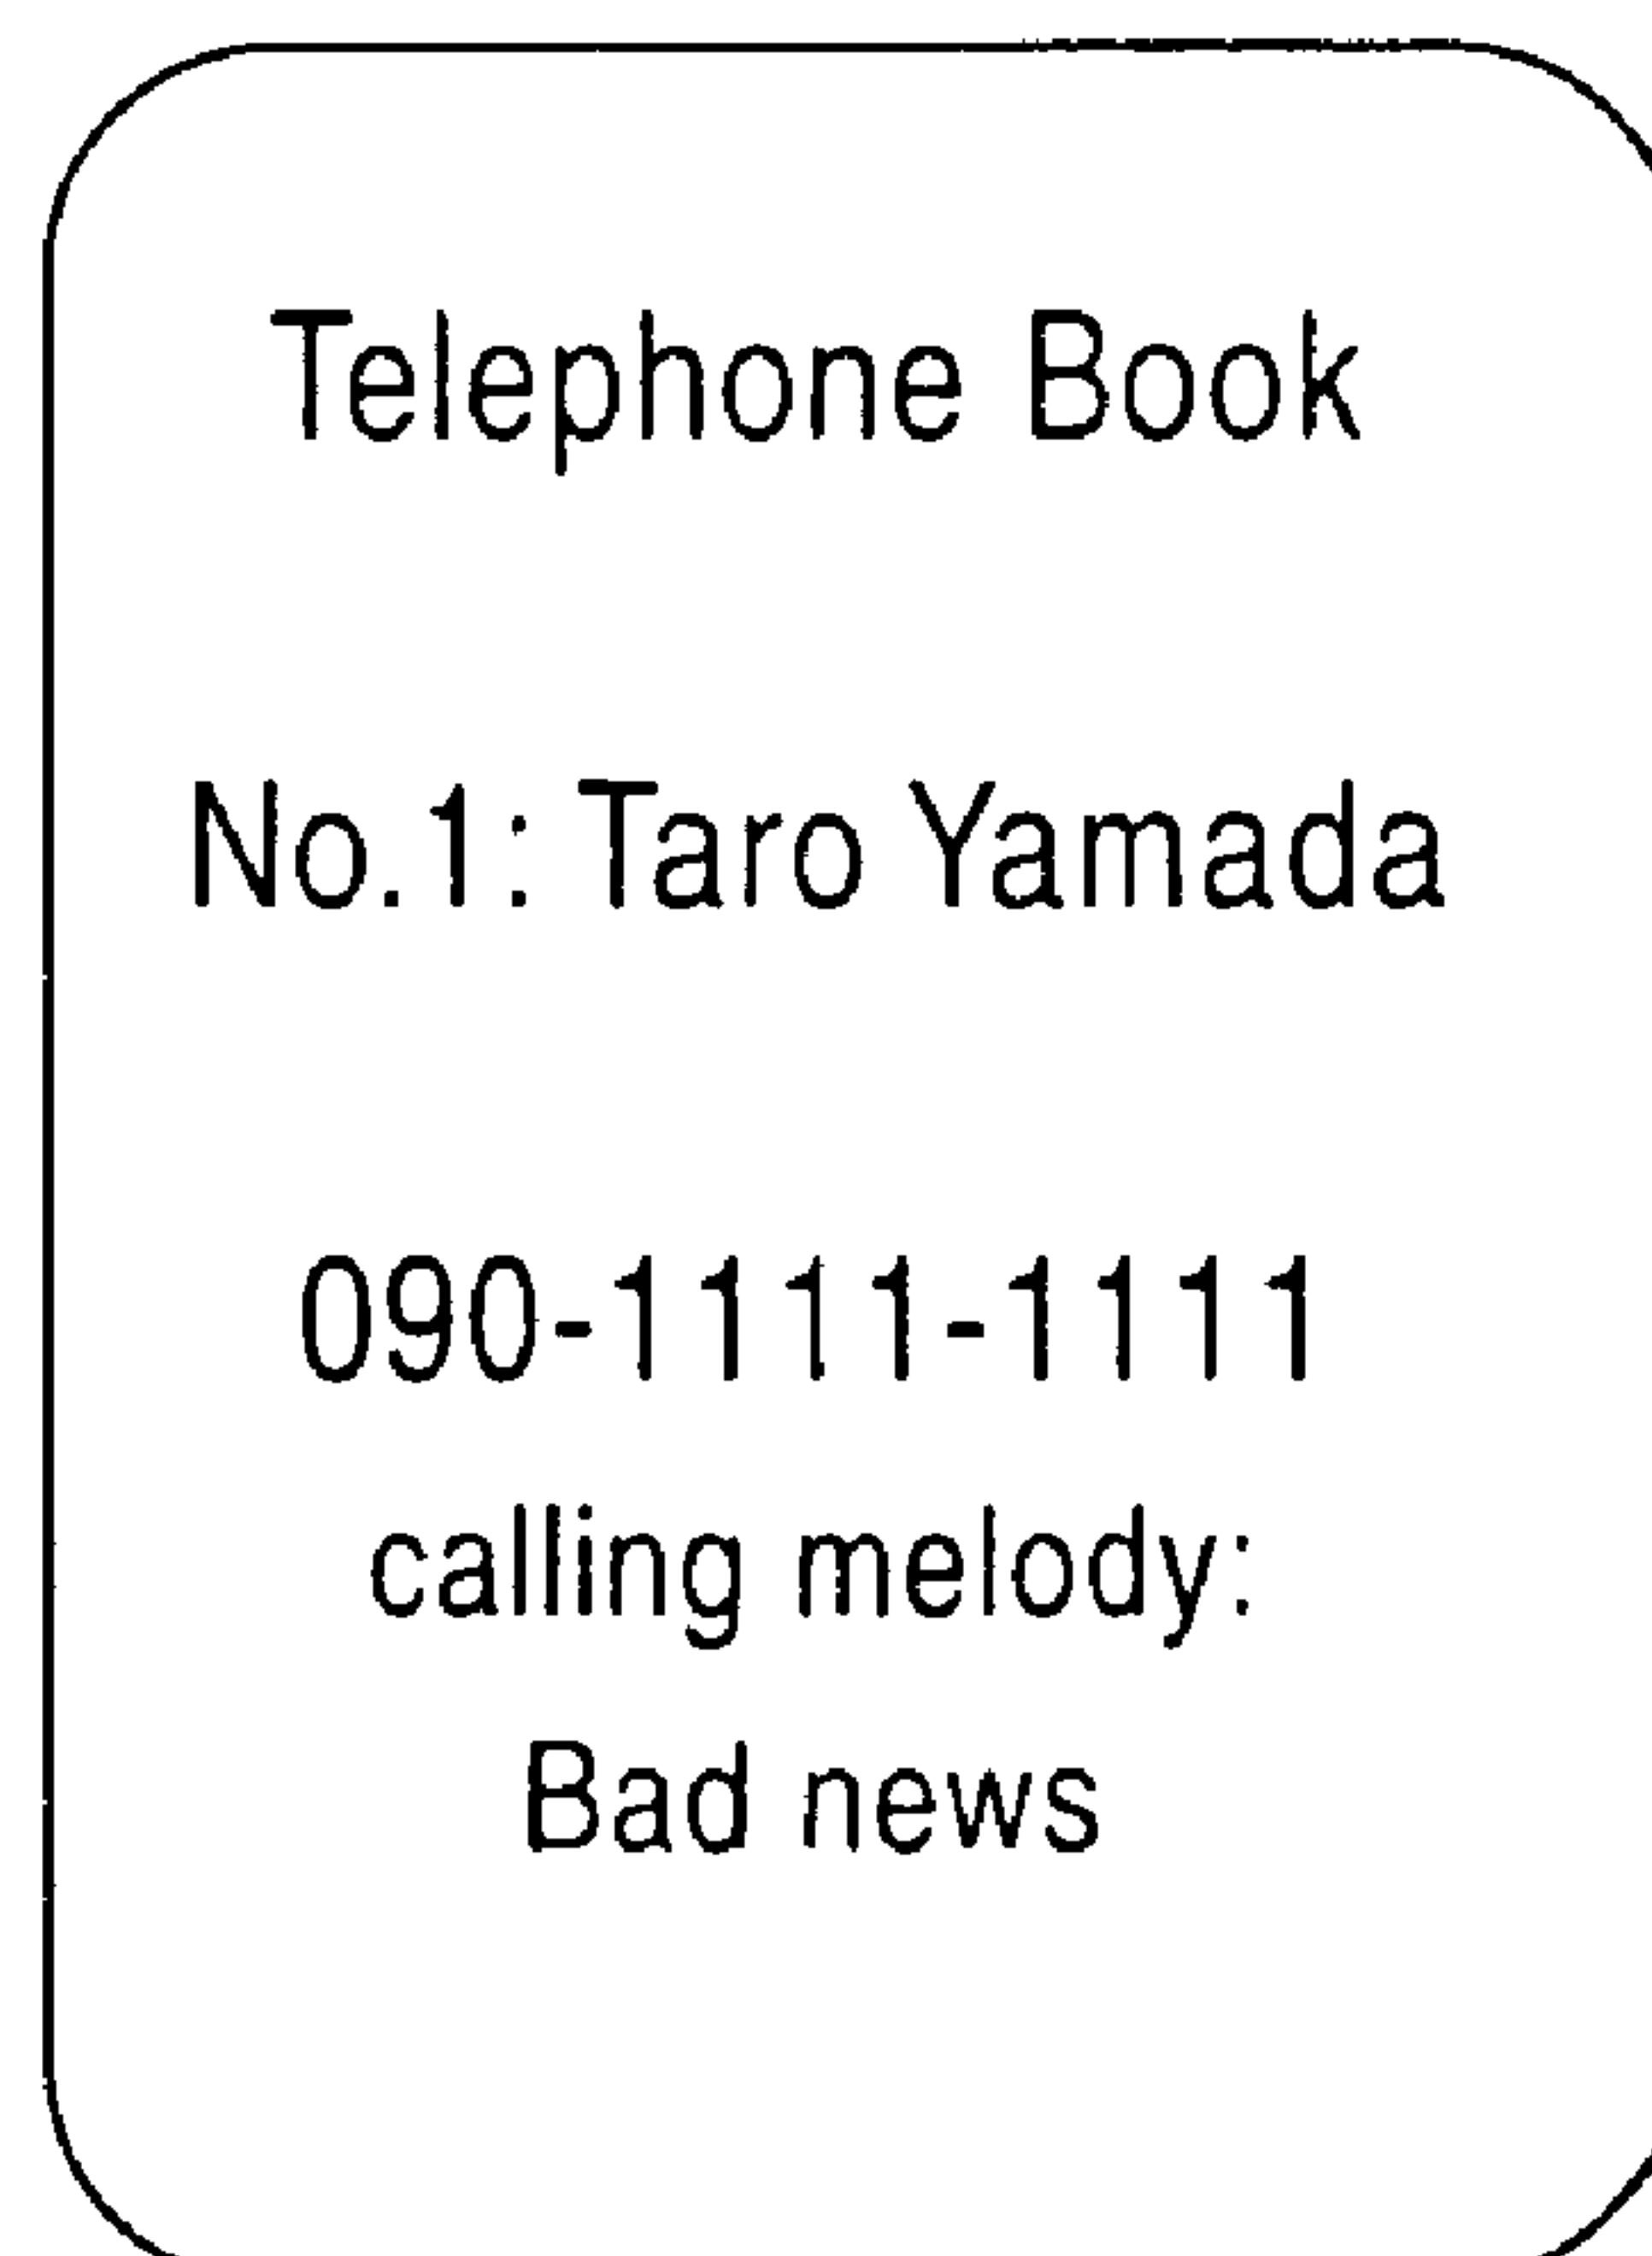 Telephone Book
No.1: Taro Yamada
090-1111-1111
calling melody:
Bad news